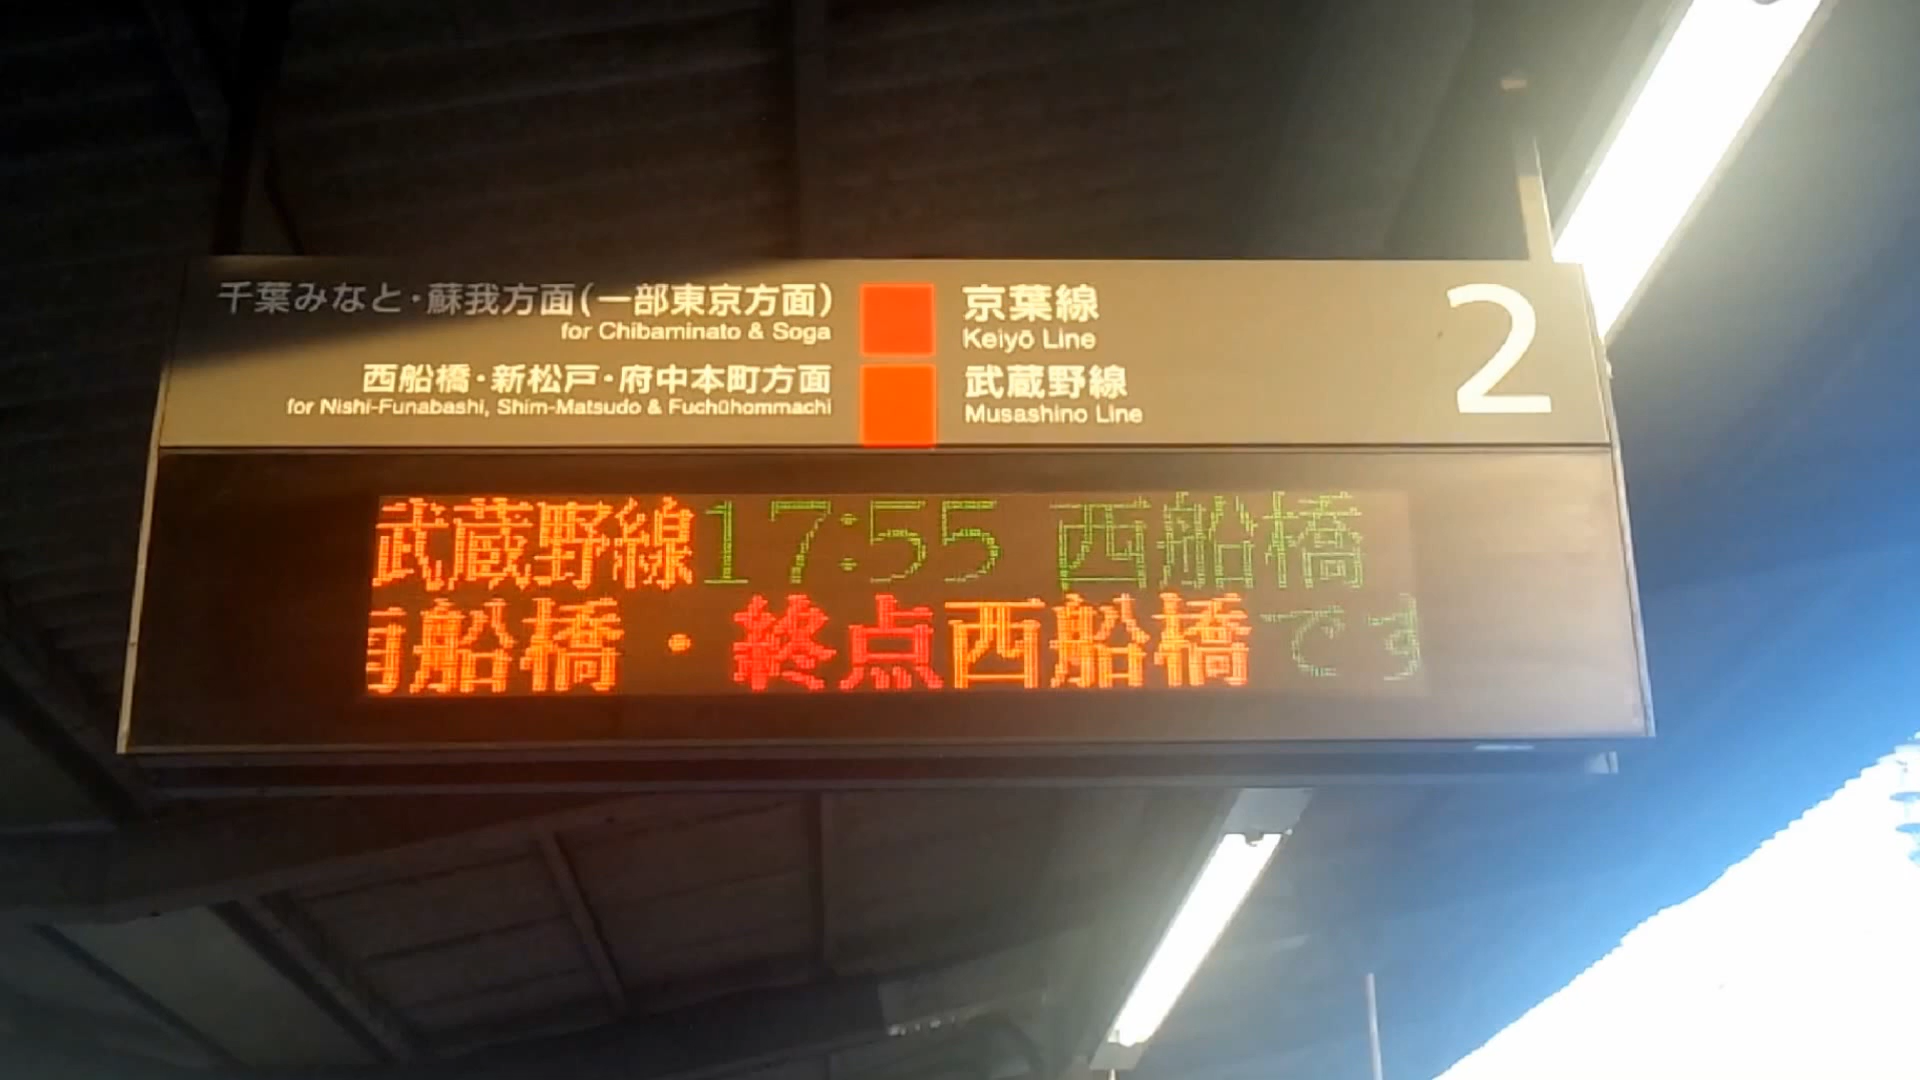 千葉みなと・蘇我方面(一部東京方面)
for Chibaminato & Soga
京葉線
Keiyō Line
2
西船橋・新松戸・府中本町方面
for Nishi-Funabashi, Shim-Matsudo & Fuchūhommachi
武蔵野線
Musashino Line
武蔵野線17:55 西船橋
船橋・終点西船橋です